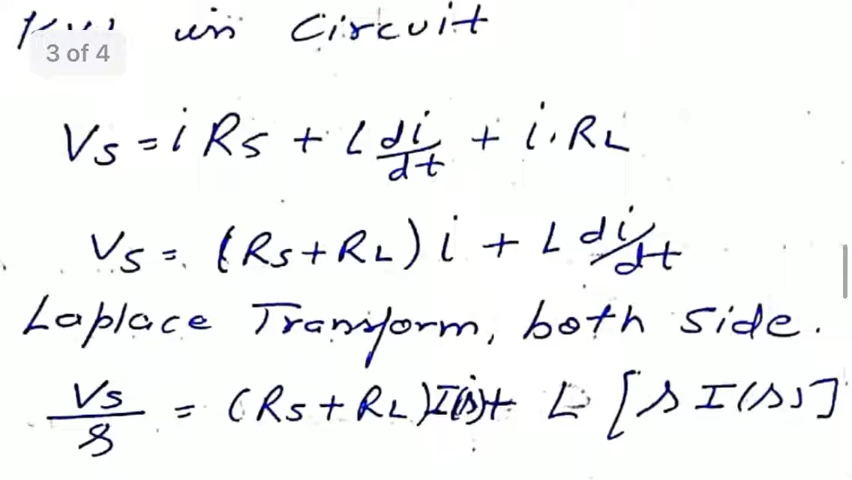 in Circuit
3 of 4
Vs = i Rs + L di/dt + i. RL
Vs = (Rs + RL) i + L di/dt
Laplace Transform, both side.
Vs/s = (Rs + RL) I(s) + L [s I(s)]